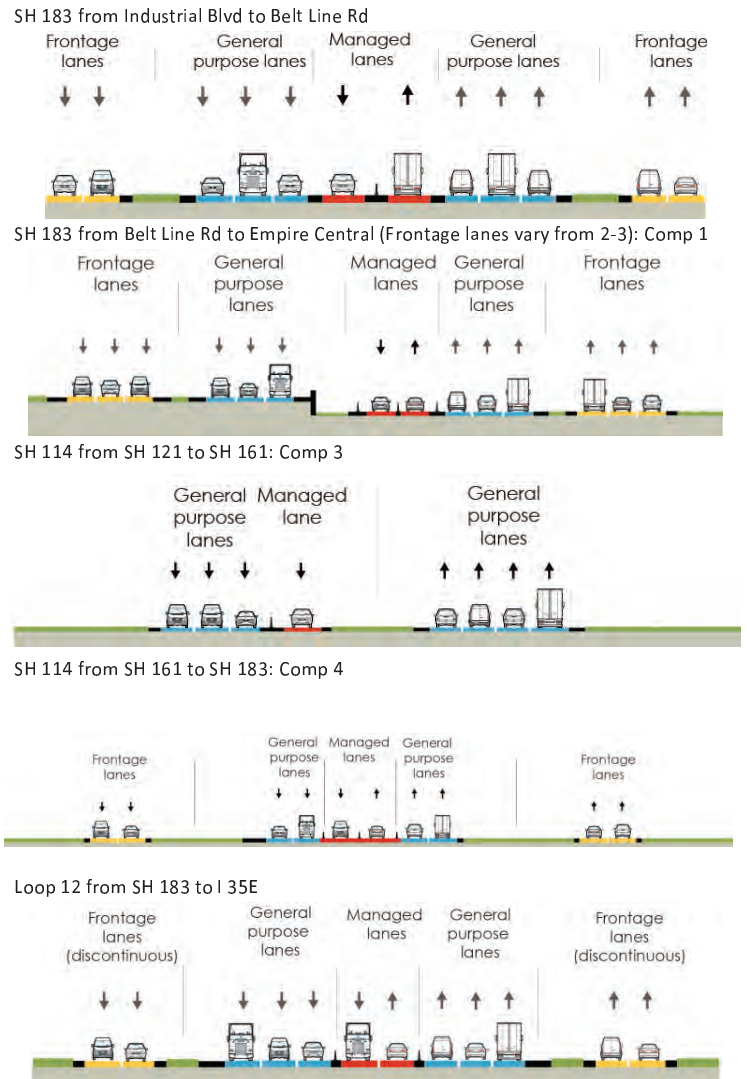 SH 183 from Industrial Blvd to Belt Line Rd
Frontage
lanes
General
purpose lanes
Managed
lanes
General
purpose lanes
Frontage
lanes
SH 183 from Belt Line Rd to Empire Central (Frontage lanes vary from 2-3): Comp 1
Frontage
lanes
General
purpose
lanes
Managed
lanes
General
purpose
lanes
Frontage
lanes
SH 114 from SH 121 to SH 161: Comp 3
General
purpose
lanes
Managed
lane
General
purpose
lanes
SH 114 from SH 161 to SH 183: Comp 4
Frontage
lanes
General
purpose
lanes
Managed
lanes
General
purpose
lanes
Frontage
lanes
Loop 12 from SH 183 to I 35E
Frontage
lanes
(discontinuous)
General
purpose
lanes
Managed
lanes
General
purpose
lanes
Frontage
lanes
(discontinuous)